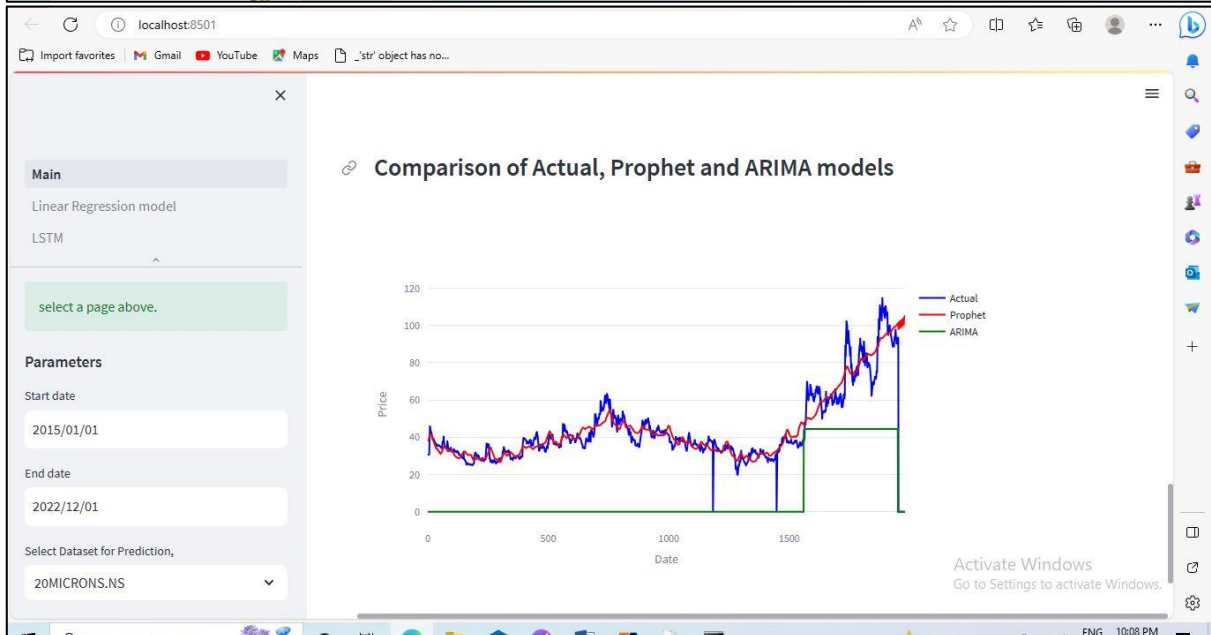 localhost:8501
Import favorites
Gmail
YouTube
Maps
_'str' object has no...
Main
Linear Regression model
LSTM
select a page above.
Parameters
Start date
2015/01/01
End date
2022/12/01
Select Dataset for Prediction,
20MICRONS.NS
Comparison of Actual, Prophet and ARIMA models
120
100
80
60
40
20
0
Price
0
500
1000
1500
Date
Actual
Prophet
ARIMA
Activate Windows
Go to Settings to activate Windows.
ENG
10:08 PM